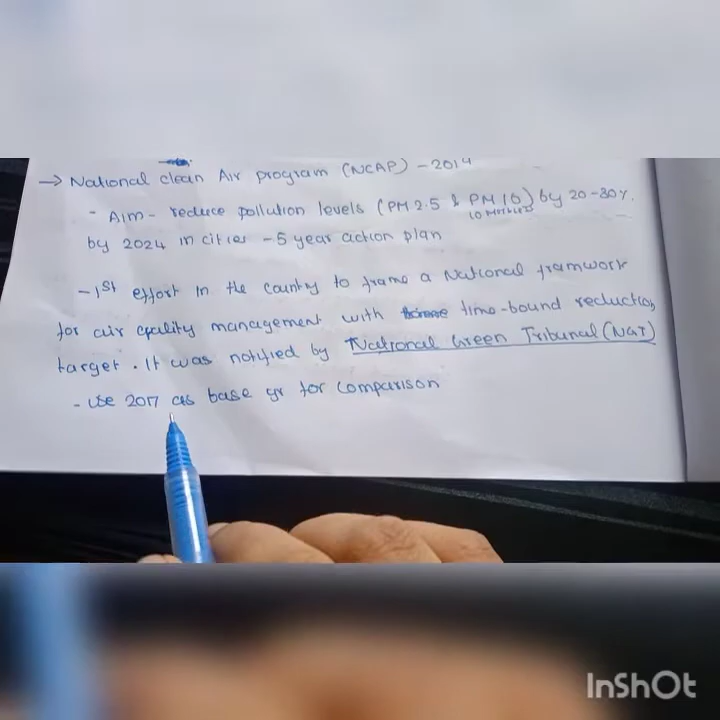 → National clean Air program (NCAP) - 2014
- Aim - reduce pollution levels (PM 2.5 & PM 10) by 20-30%.
by 2024 in cities - 5 year action plan
- 1st effort in the country to frame a National framwork
for air quality management with time-bound reduction
target. It was notified by National Green Tribunal (NGT)
- Use 2017 as base yr for comparison
InShOt